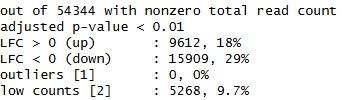 out of 54344 with nonzero total read count
adjusted p-value < 0.01
LFC > 0 (up)       : 9612, 18%
LFC < 0 (down)     : 15909, 29%
outliers [1]       : 0, 0%
low counts [2]     : 5268, 9.7%